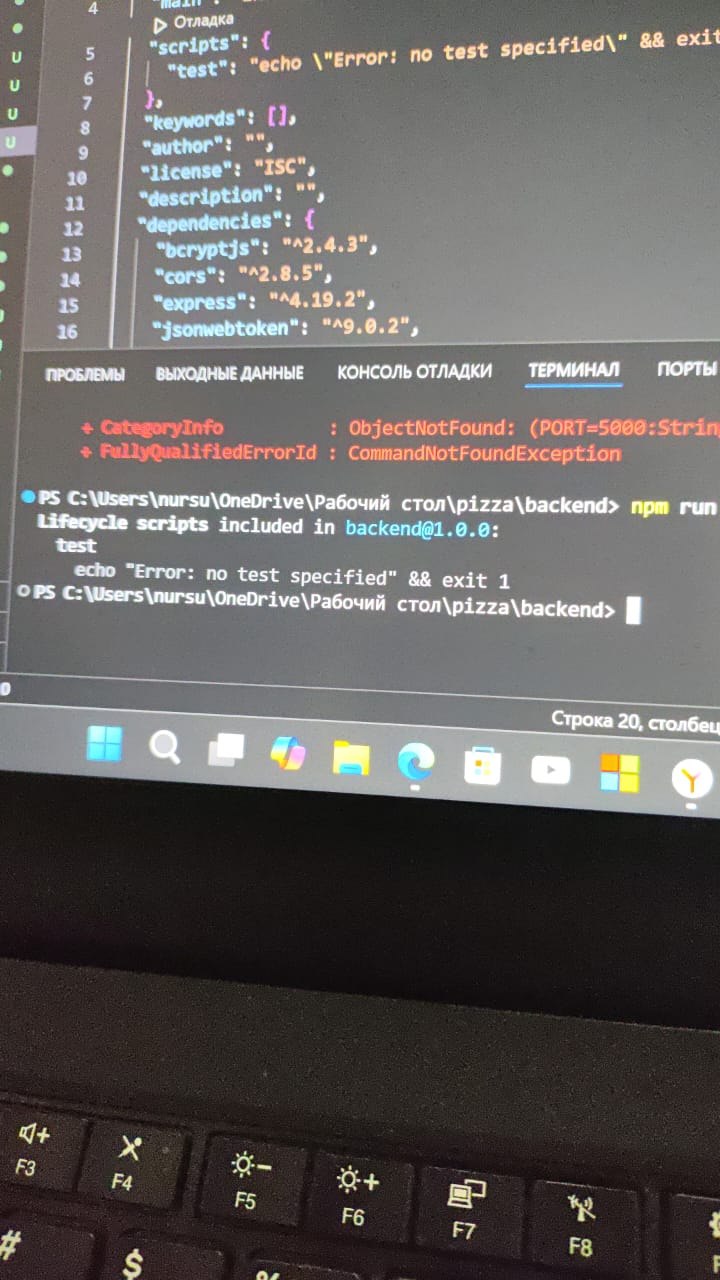 4 "main":
Отладка
5 "scripts": {
6 "test": "echo \"Error: no test specified\" && exit
7 },
8 "keywords": [],
9 "author": "",
10 "license": "ISC",
11 "description": "",
12 "dependencies": {
13 "bcryptjs": "^2.4.3",
14 "cors": "^2.8.5",
15 "express": "^4.19.2",
16 "jsonwebtoken": "^9.0.2",
U
U
U
U
ПРОБЛЕМЫ ВЫХОДНЫЕ ДАННЫЕ КОНСОЛЬ ОТЛАДКИ ТЕРМИНАЛ ПОРТЫ
+ CategoryInfo : ObjectNotFound: (PORT=5000:Strin
+ FullyQualifiedErrorId : CommandNotFoundException
PS C:\Users\nursu\OneDrive\Рабочий стол\pizza\backend> npm run
Lifecycle scripts included in backend@1.0.0:
test
echo "Error: no test specified" && exit 1
PS C:\Users\nursu\OneDrive\Рабочий стол\pizza\backend>
0
Строка 20, столбец
F3 F4 F5 F6 F7 F8
# $ %